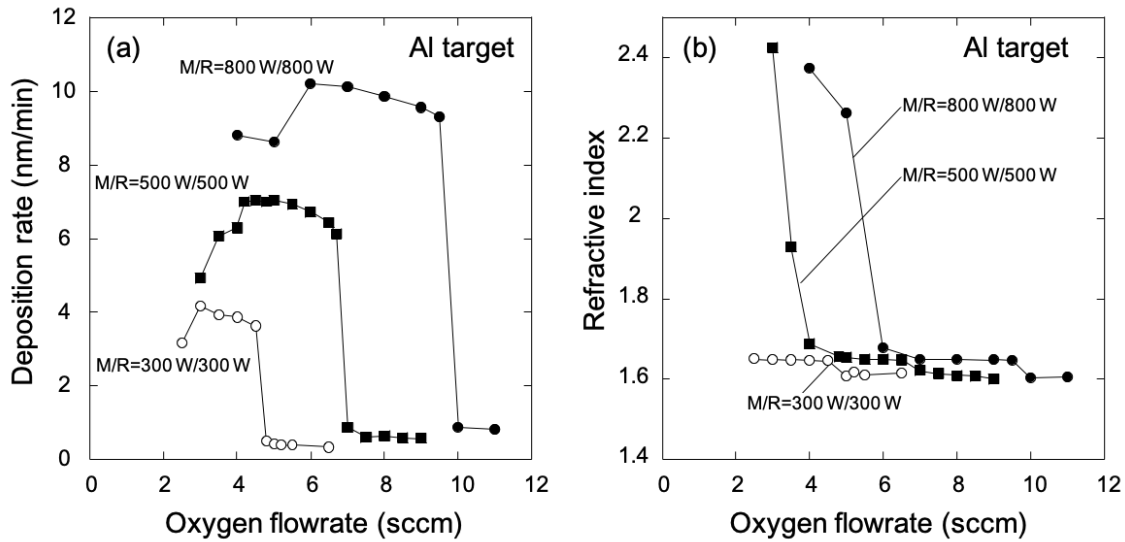 (a)
Al target
M/R=800 W/800 W
M/R=500 W/500 W
M/R=300 W/300 W
Deposition rate (nm/min)
12
10
8
6
4
2
0
0 2 4 6 8 10 12
Oxygen flowrate (sccm)
(b)
Al target
M/R=800 W/800 W
M/R=500 W/500 W
M/R=300 W/300 W
Refractive index
2.4
2.2
2
1.8
1.6
1.4
0 2 4 6 8 10 12
Oxygen flowrate (sccm)